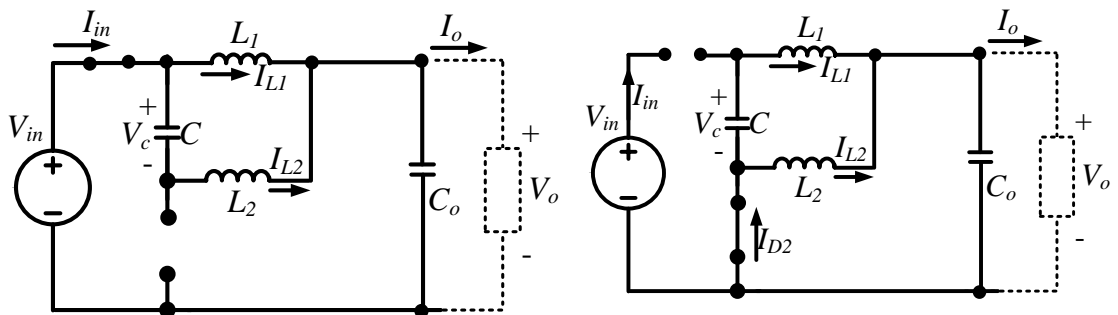 I_in
L_1
I_o
I_L1
+
V_in
V_c
C
-
I_L2
+
+
-
L_2
C_o
V_o
-
L_1
I_o
I_L1
I_in
+
V_in
V_c
C
-
I_L2
+
+
-
L_2
C_o
V_o
I_D2
-